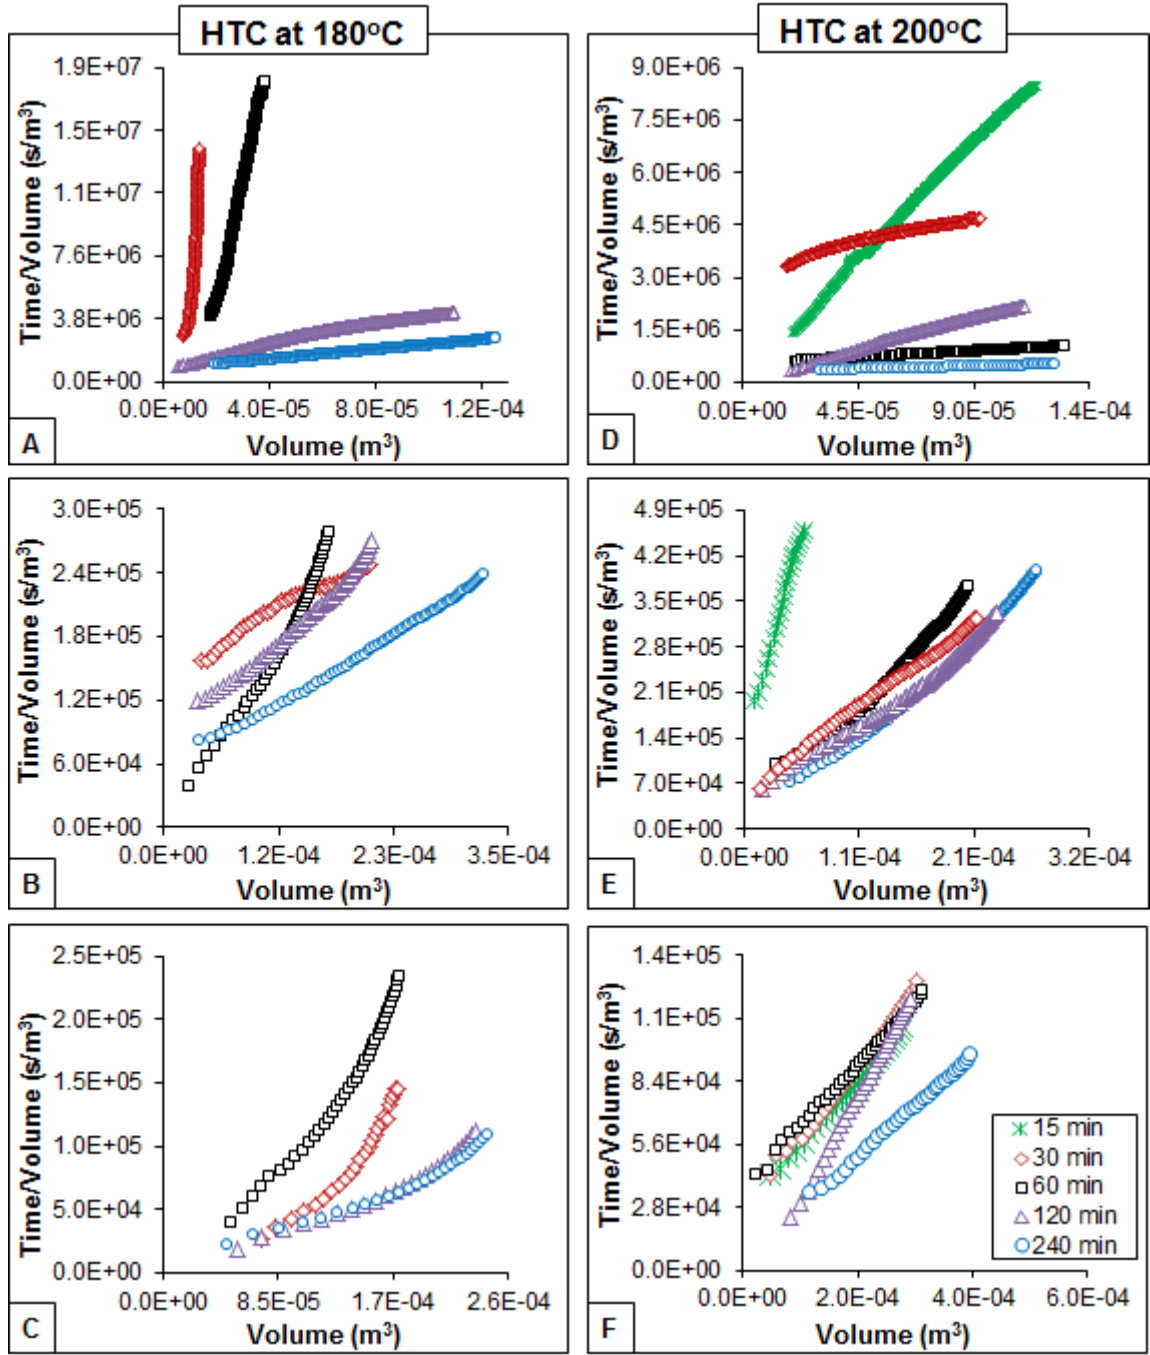 HTC at 180°C
HTC at 200°C
1.9E+07
1.5E+07
1.1E+07
7.6E+06
3.8E+06
0.0E+00
Time/Volume (s/m³)
0.0E+00 4.0E-05 8.0E-05 1.2E-04
Volume (m³)
A
9.0E+06
7.5E+06
6.0E+06
4.5E+06
3.0E+06
1.5E+06
0.0E+00
Time/Volume (s/m³)
0.0E+00 4.5E-05 9.0E-05 1.4E-04
Volume (m³)
D
3.0E+05
2.4E+05
1.8E+05
1.2E+05
6.0E+04
0.0E+00
Time/Volume (s/m³)
0.0E+00 1.2E-04 2.3E-04 3.5E-04
Volume (m³)
B
4.9E+05
4.2E+05
3.5E+05
2.8E+05
2.1E+05
1.4E+05
7.0E+04
0.0E+00
Time/Volume (s/m³)
0.0E+00 1.1E-04 2.1E-04 3.2E-04
Volume (m³)
E
2.5E+05
2.0E+05
1.5E+05
1.0E+05
5.0E+04
0.0E+00
Time/Volume (s/m³)
0.0E+00 8.5E-05 1.7E-04 2.6E-04
Volume (m³)
C
1.4E+05
1.1E+05
8.4E+04
5.6E+04
2.8E+04
0.0E+00
Time/Volume (s/m³)
0.0E+00 2.0E-04 4.0E-04 6.0E-04
Volume (m³)
F
15 min
30 min
60 min
120 min
240 min